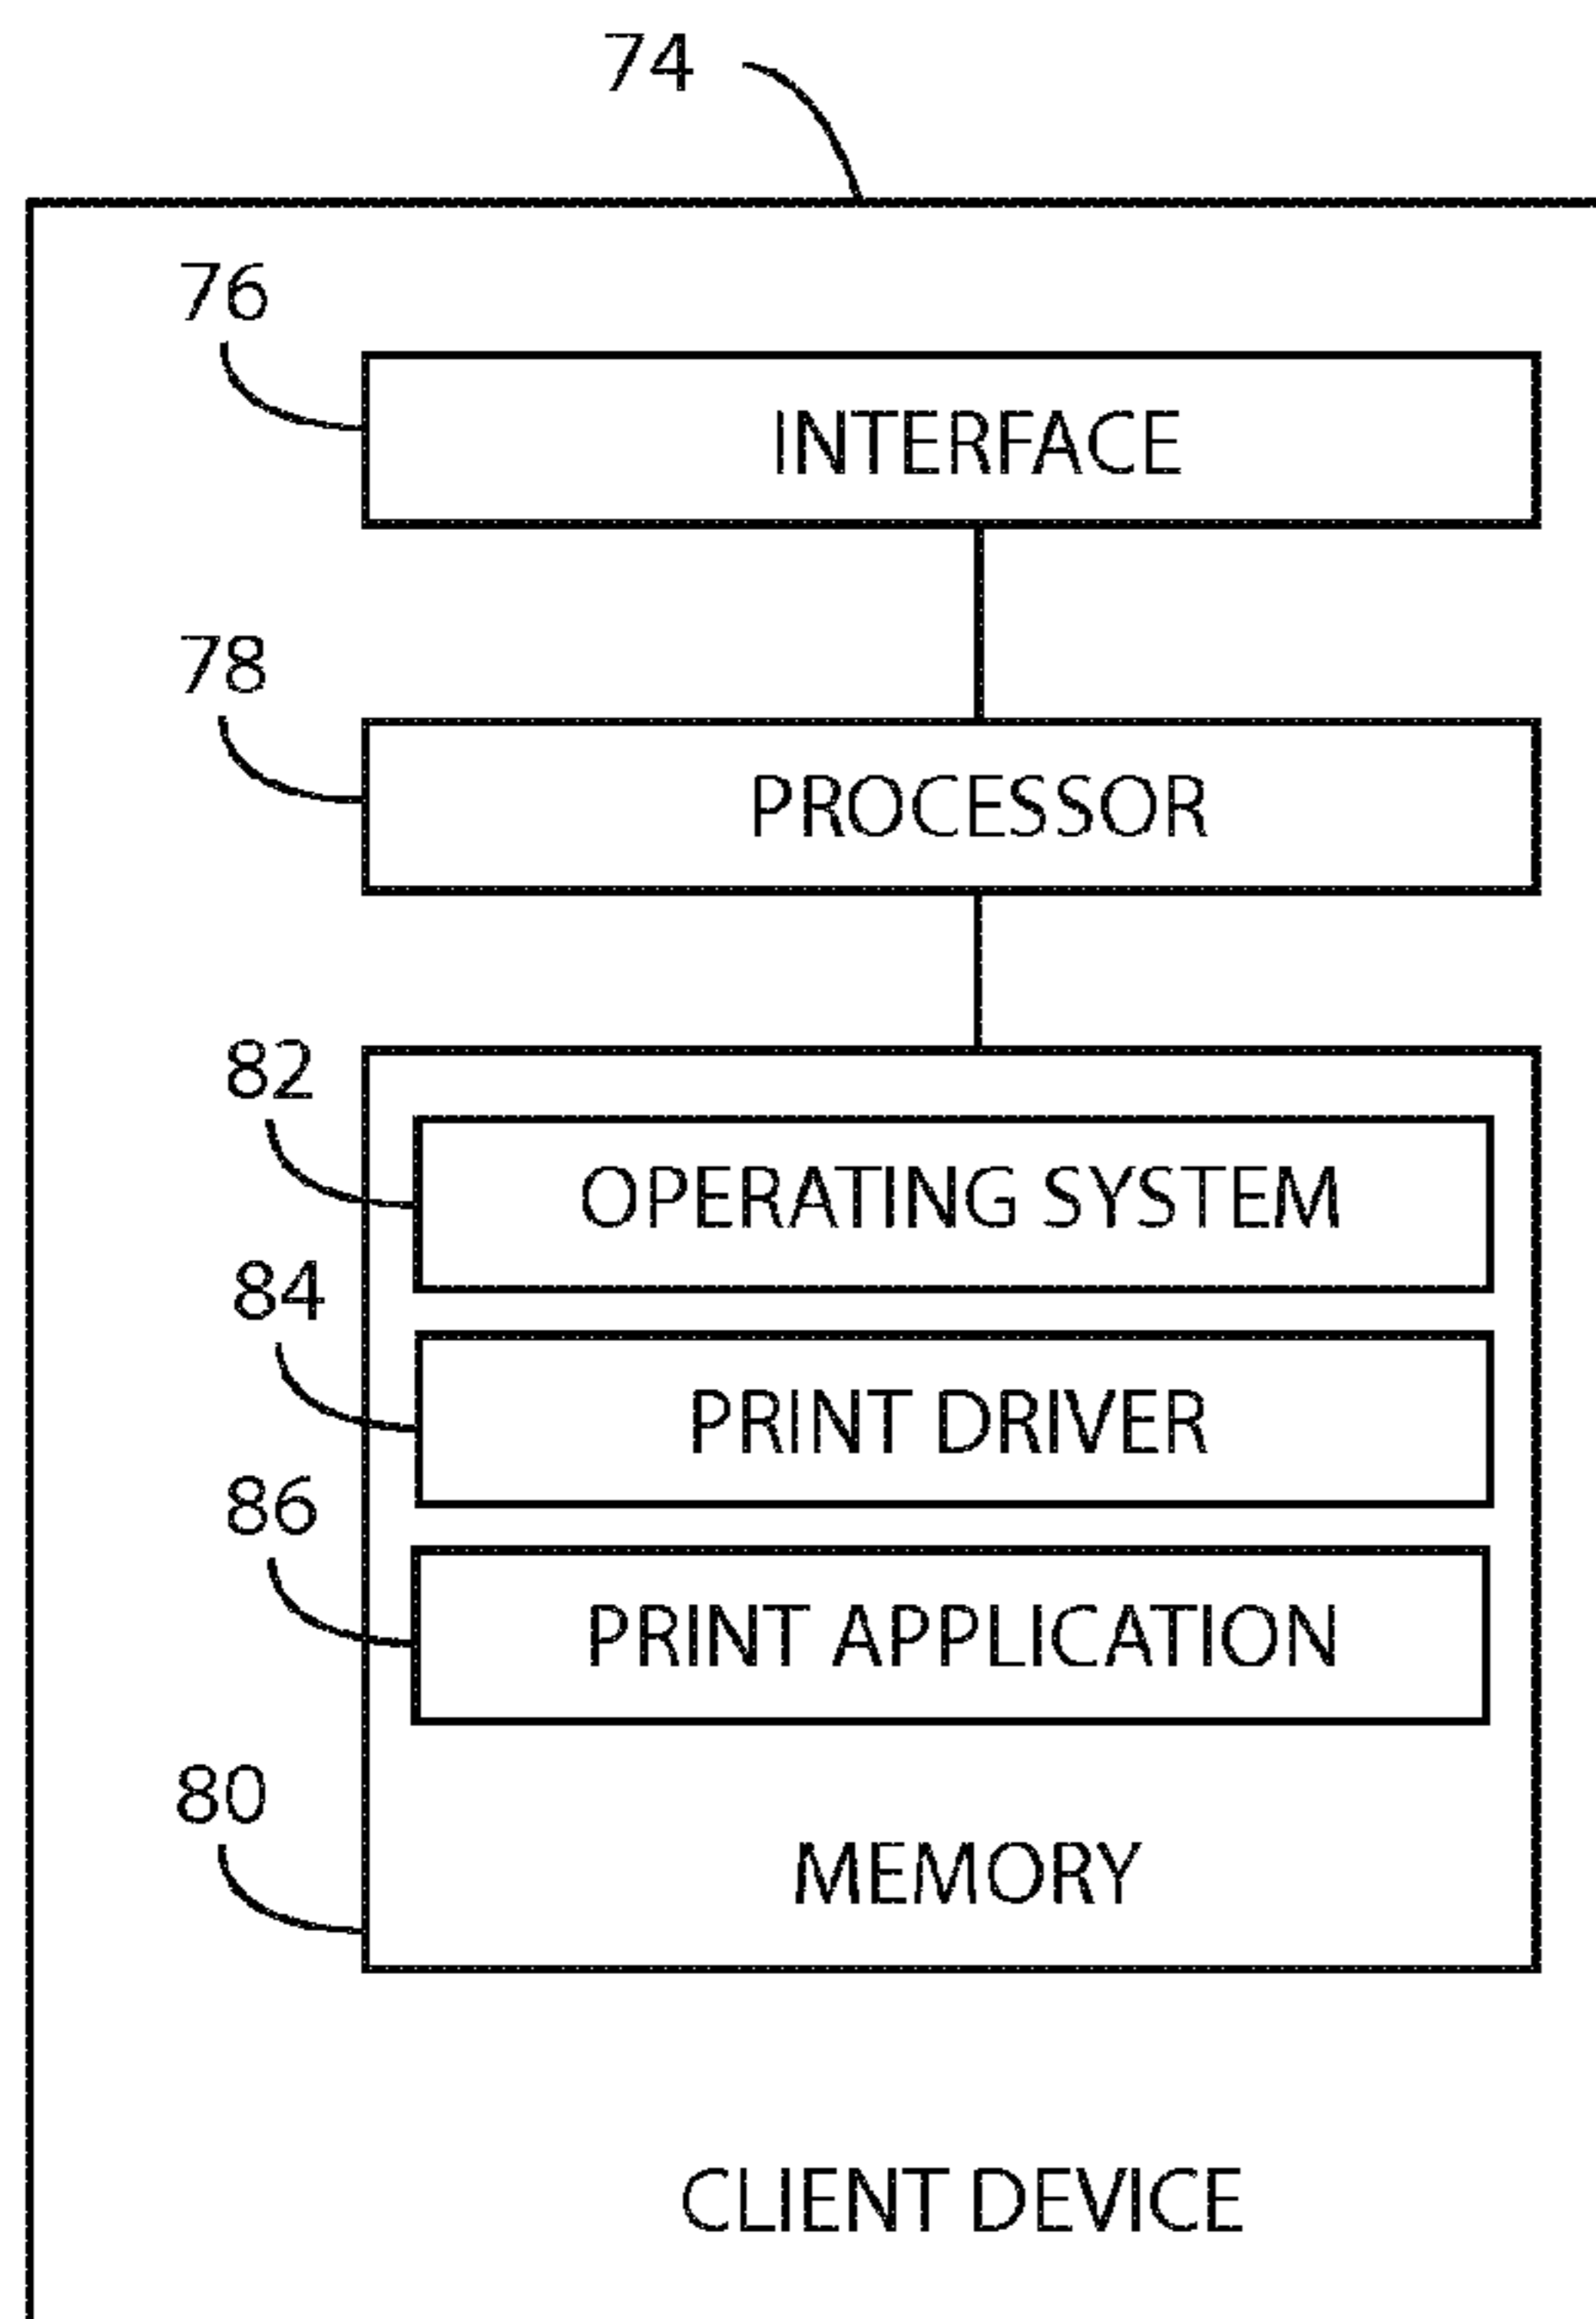 74
76
INTERFACE
78
PROCESSOR
82
OPERATING SYSTEM
84
PRINT DRIVER
86
PRINT APPLICATION
80
MEMORY
CLIENT DEVICE